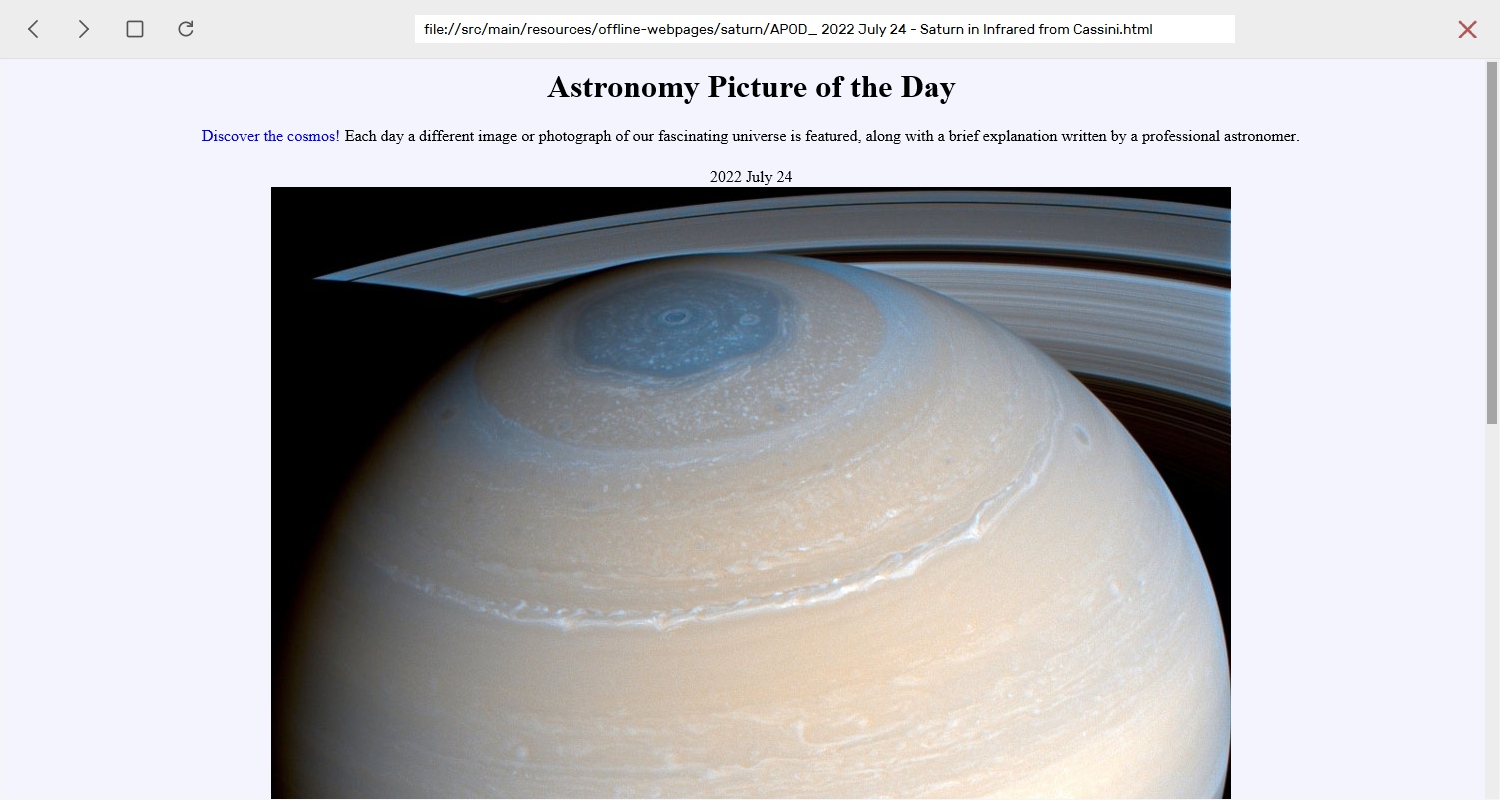 file://src/main/resources/offline-webpages/saturn/APOD_ 2022 July 24 - Saturn in Infrared from Cassini.html
Astronomy Picture of the Day
Discover the cosmos! Each day a different image or photograph of our fascinating universe is featured, along with a brief explanation written by a professional astronomer.
2022 July 24